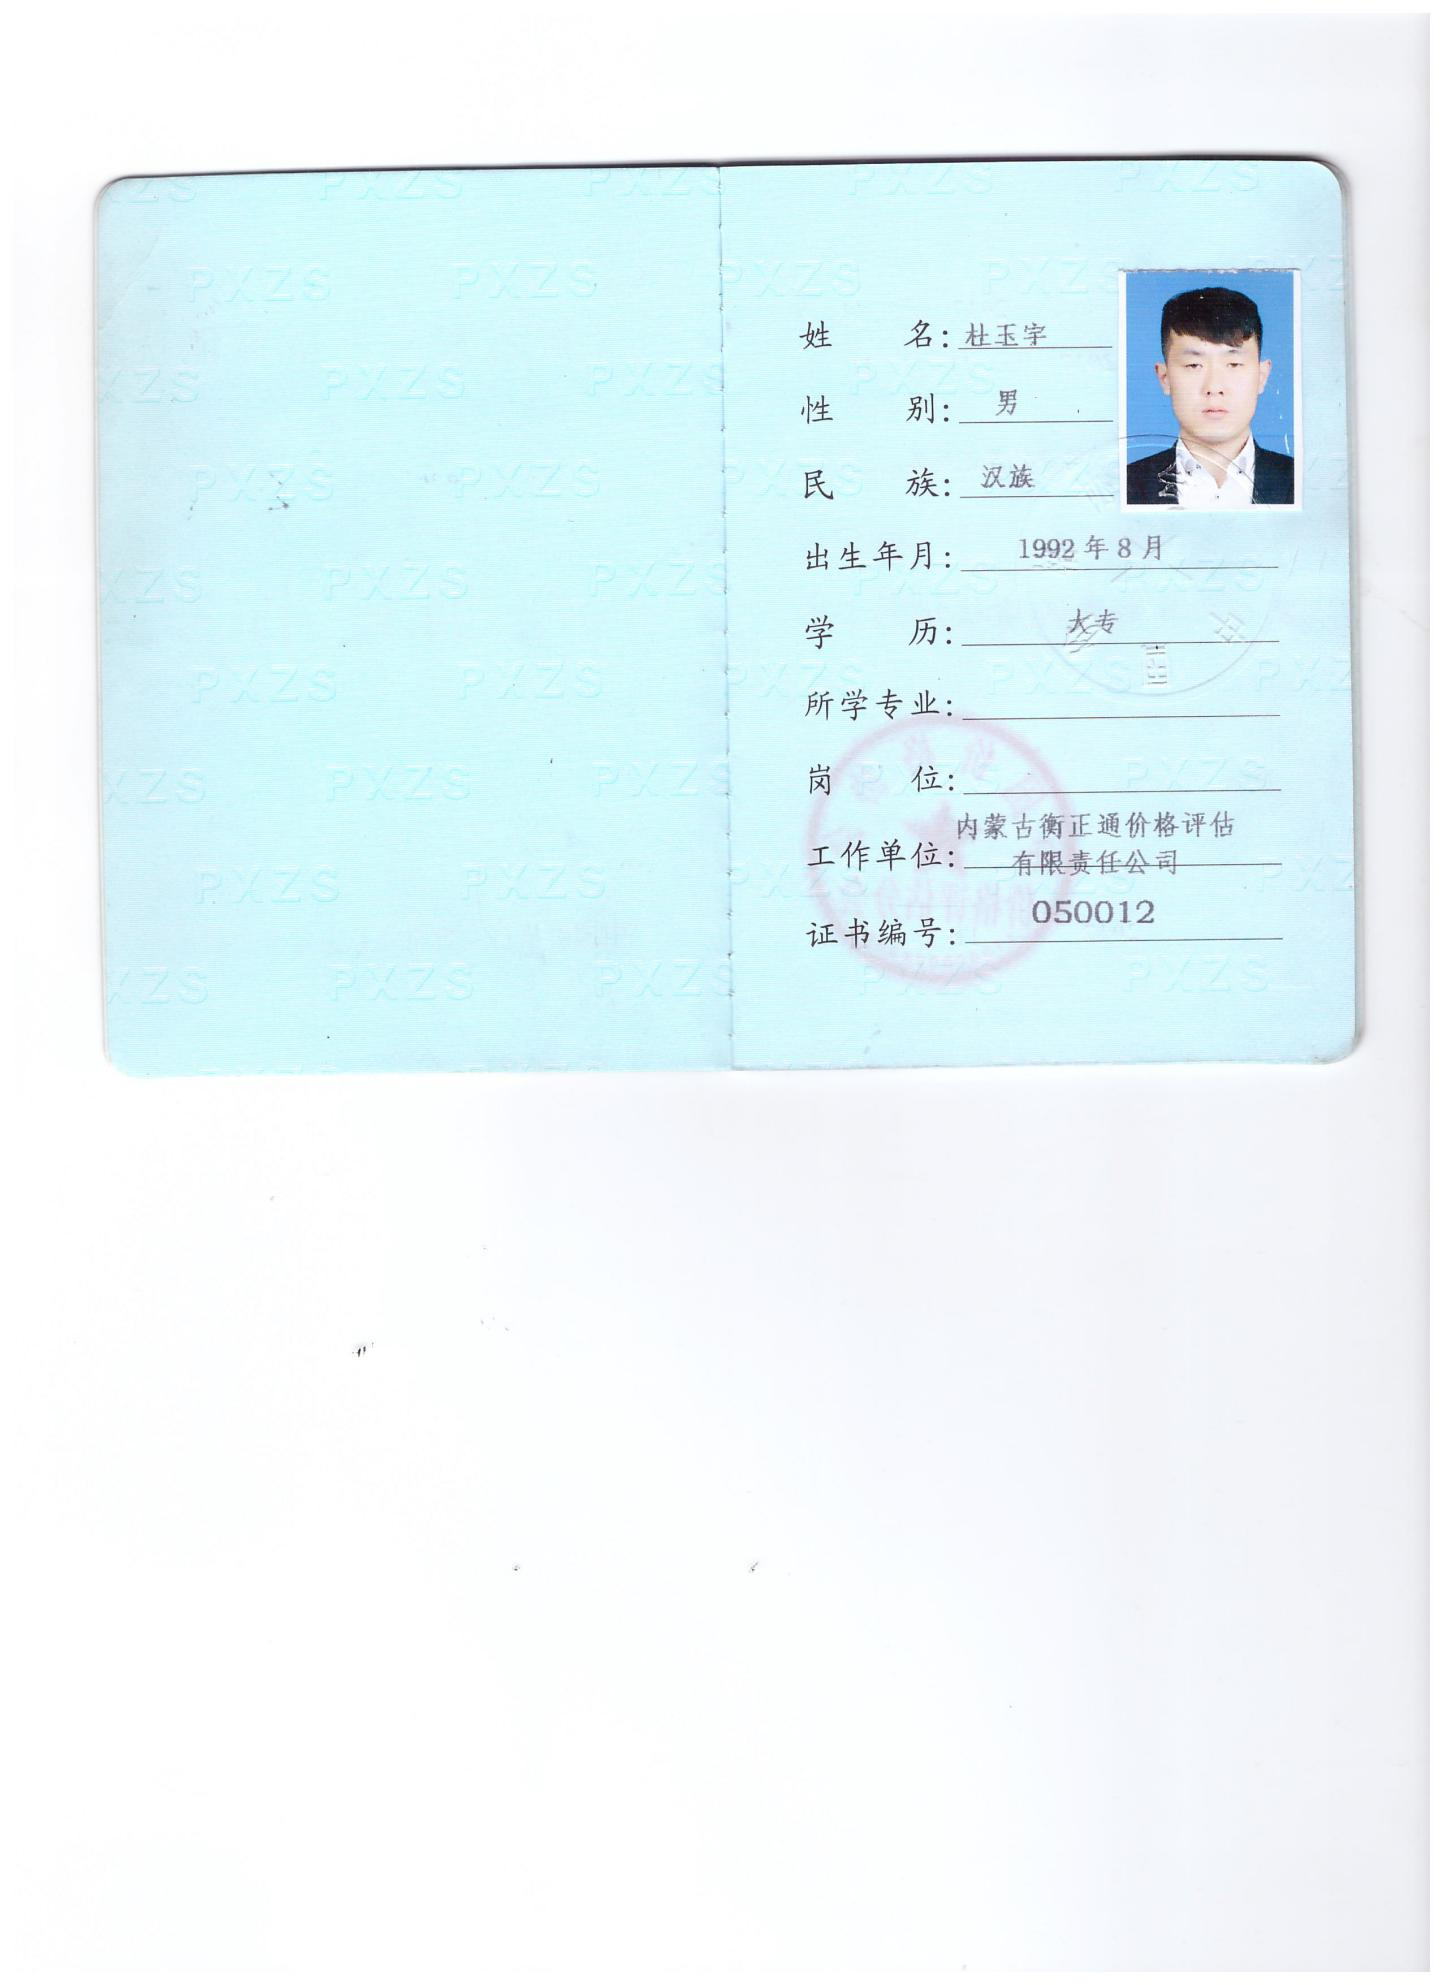 姓名：杜玉宇
性别：男
民族：汉族
出生年月：1992年8月
学历：大专
所学专业：
岗位：
工作单位：内蒙古衡正通价格评估
有限责任公司
证书编号：050012
PXZS